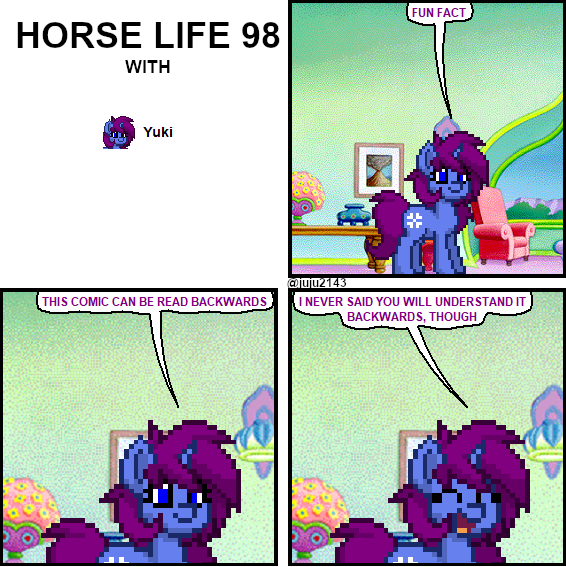 HORSE LIFE 98
WITH
Yuki
FUN FACT
@juju2143
THIS COMIC CAN BE READ BACKWARDS
I NEVER SAID YOU WILL UNDERSTAND IT
BACKWARDS, THOUGH